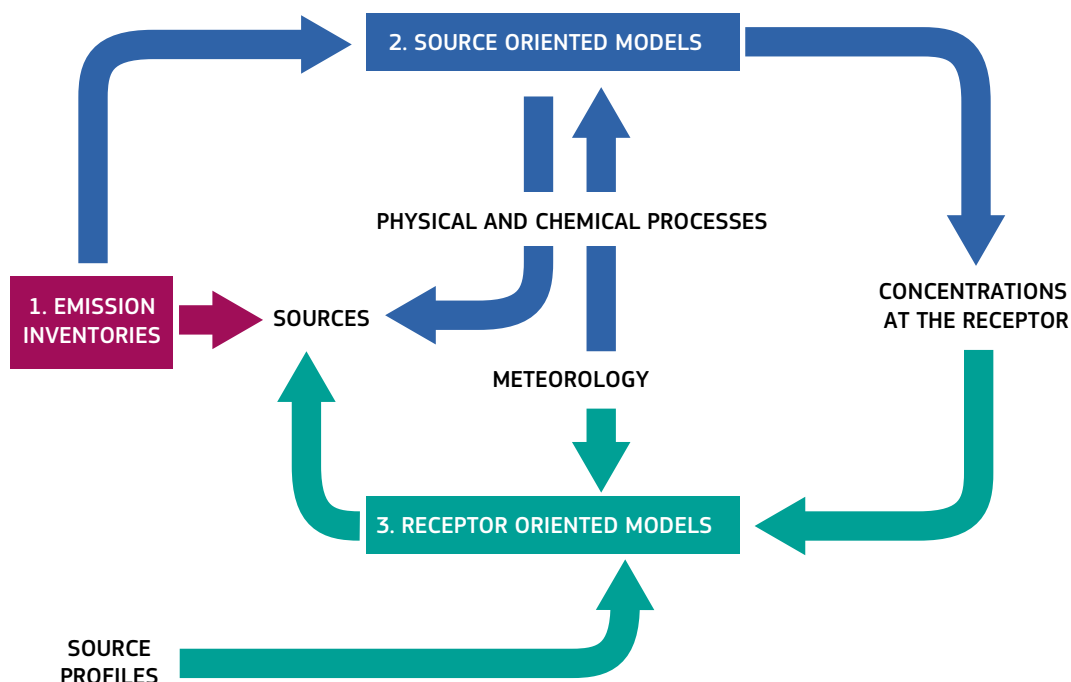 2. SOURCE ORIENTED MODELS
PHYSICAL AND CHEMICAL PROCESSES
1. EMISSION
INVENTORIES
SOURCES
CONCENTRATIONS
AT THE RECEPTOR
METEOROLOGY
3. RECEPTOR ORIENTED MODELS
SOURCE
PROFILES